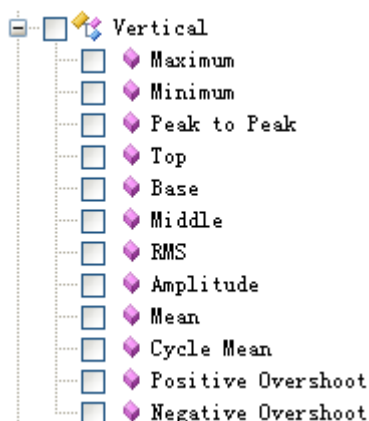 Vertical
Maximum
Minimum
Peak to Peak
Top
Base
Middle
RMS
Amplitude
Mean
Cycle Mean
Positive Overshoot
Negative Overshoot